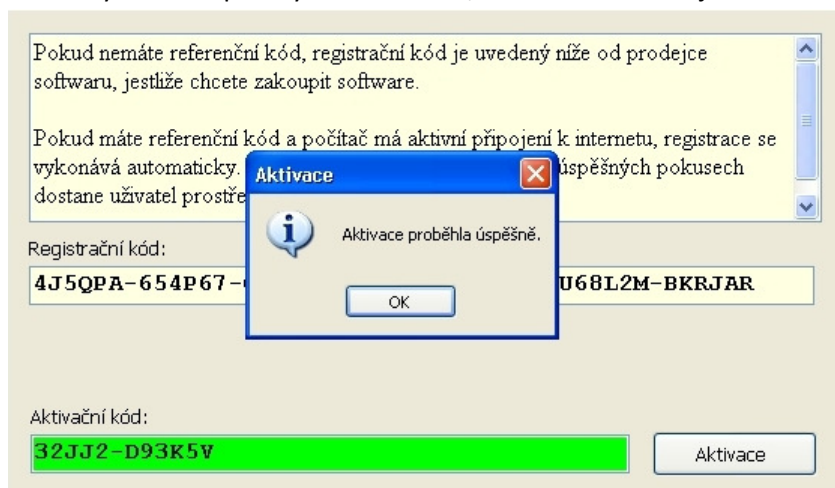 Pokud nemáte referenční kód, registrační kód je uvedený níže od prodejce
softwaru, jestliže chcete zakoupit software.
Pokud máte referenční kód a počítač má aktivní připojení k internetu, registrace se
vykonává automaticky. úspěšných pokusech
dostane uživatel
Aktivace
Aktivace proběhla úspěšně.
OK
Registrační kód:
4J5QPA-654P67- U68L2M-BKRJAR
Aktivační kód:
32JJ2-D93K5V
Aktivace